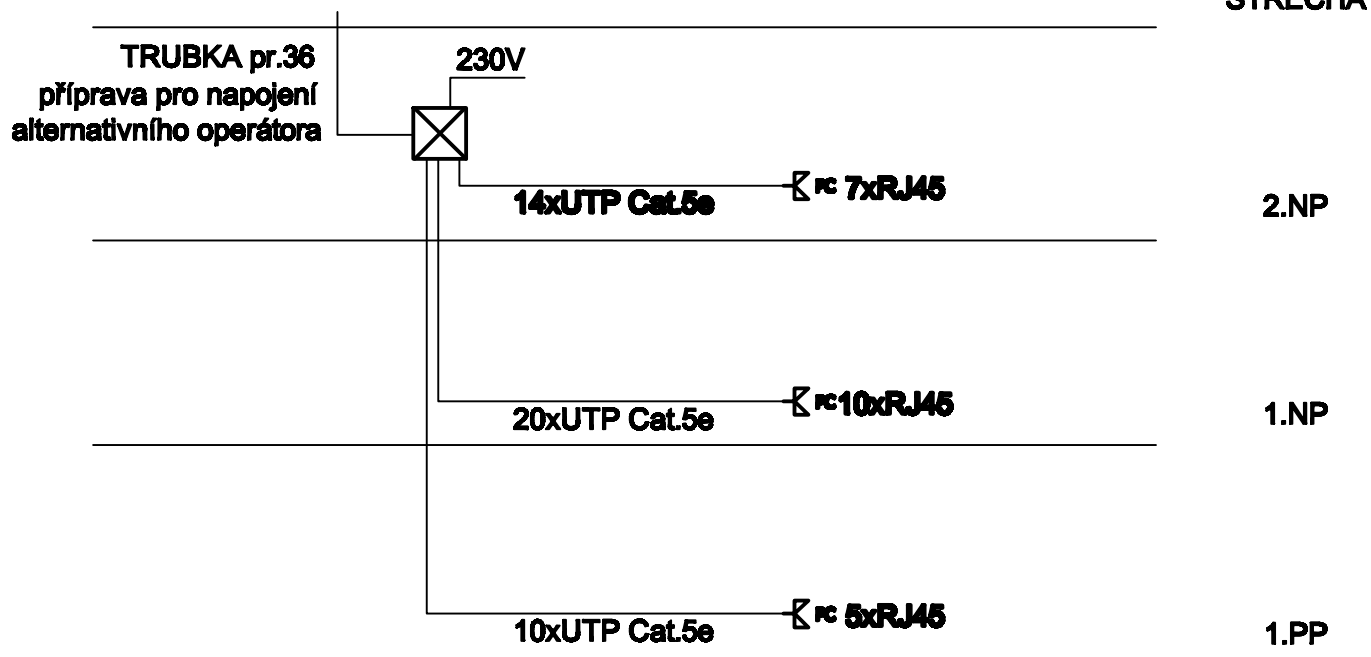 STŘECHA
TRUBKA pr.36
příprava pro napojení
alternativního operátora
230V
14xUTP Cat.5e
PC 7xRJ45
2.NP
20xUTP Cat.5e
PC 10xRJ45
1.NP
10xUTP Cat.5e
PC 5xRJ45
1.PP